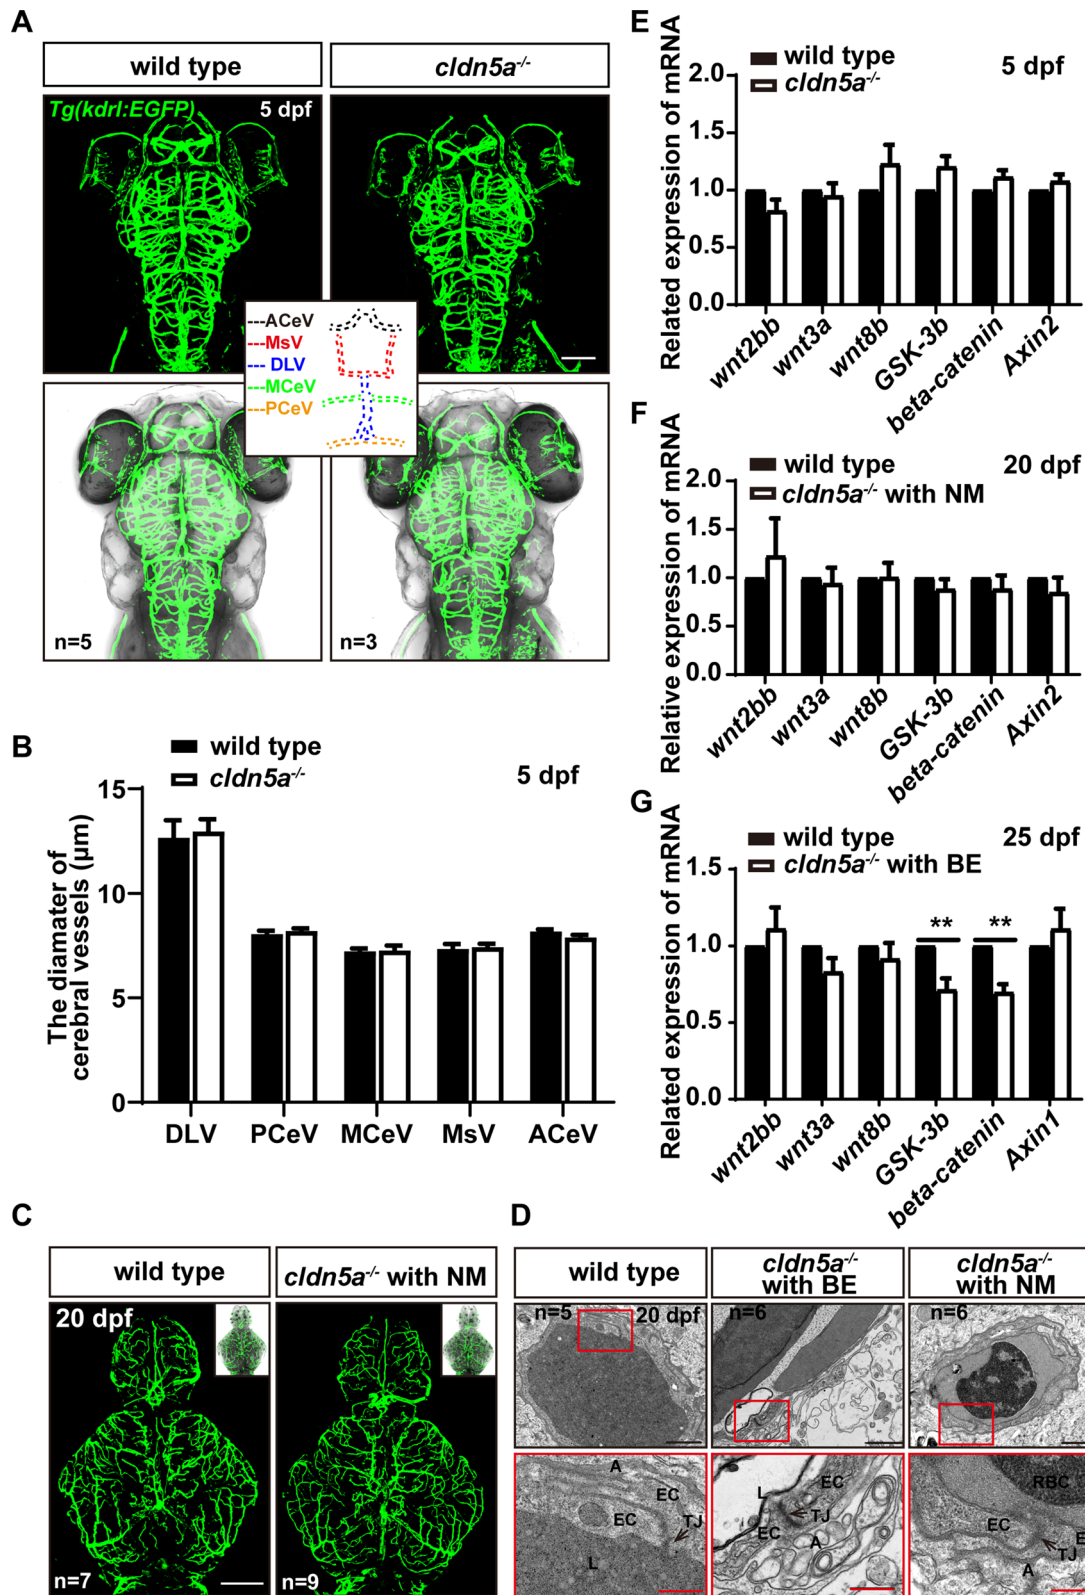 A
wild type
cldn5a-/-
Tg(kdrl:EGFP)
5 dpf
---ACeV
---MsV
--- DLV
---MCeV
---PCeV
n=5
n=3
B
wild type
cldn5a-/-
5 dpf
The diamater of
cerebral vessels (μm)
15
10
5
0
DLV
PCeV
MCeV
MsV
ACeV
C
wild type
cldn5a-/- with NM
20 dpf
n=7
n=9
D
wild type
cldn5a-/-
with BE
cldn5a-/-
with NM
n=5
20 dpf
n=6
n=6
A
EC
EC
TJ
L
L
EC
TJ
EC
A
RBC
EC
E
TJ
A
E
wild type
cldn5a-/-
5 dpf
Related expression of mRNA
2.0
1.5
1.0
0.5
0.0
wnt2bb
wnt3a
wnt8b
GSK-3b
beta-catenin
Axin2
F
wild type
cldn5a-/- with NM
20 dpf
Relative expression of mRNA
2.0
1.5
1.0
0.5
0.0
wnt2bb
wnt3a
wnt8b
GSK-3b
beta-catenin
Axin2
G
wild type
cldn5a-/- with BE
25 dpf
Related expression of mRNA
1.5
1.0
0.5
0.0
**
**
wnt2bb
wnt3a
wnt8b
GSK-3b
beta-catenin
Axin1